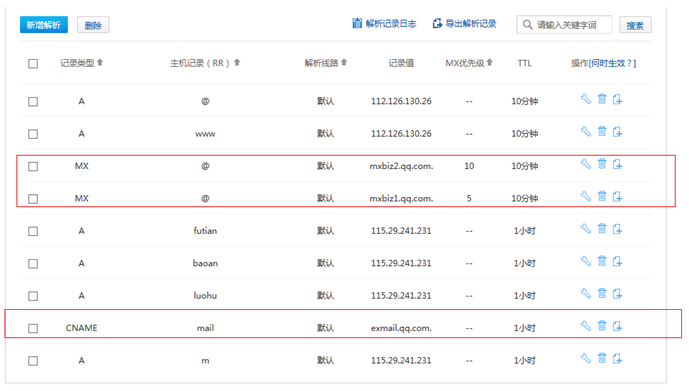 新增解析 删除 解析记录日志 导出解析记录 请输入关键字词 搜索
记录类型 主机记录（RR） 解析线路 记录值 MX优先级 TTL 操作[何时生效？]
A @ 默认 112.126.130.26 -- 10分钟
A www 默认 112.126.130.26 -- 10分钟
MX @ 默认 mxbiz2.qq.com. 10 10分钟
MX @ 默认 mxbiz1.qq.com. 5 10分钟
A futian 默认 115.29.241.231 -- 1小时
A baoan 默认 115.29.241.231 -- 1小时
A luohu 默认 115.29.241.231 -- 1小时
CNAME mail 默认 exmail.qq.com. -- 1小时
A m 默认 115.29.241.231 -- 1小时